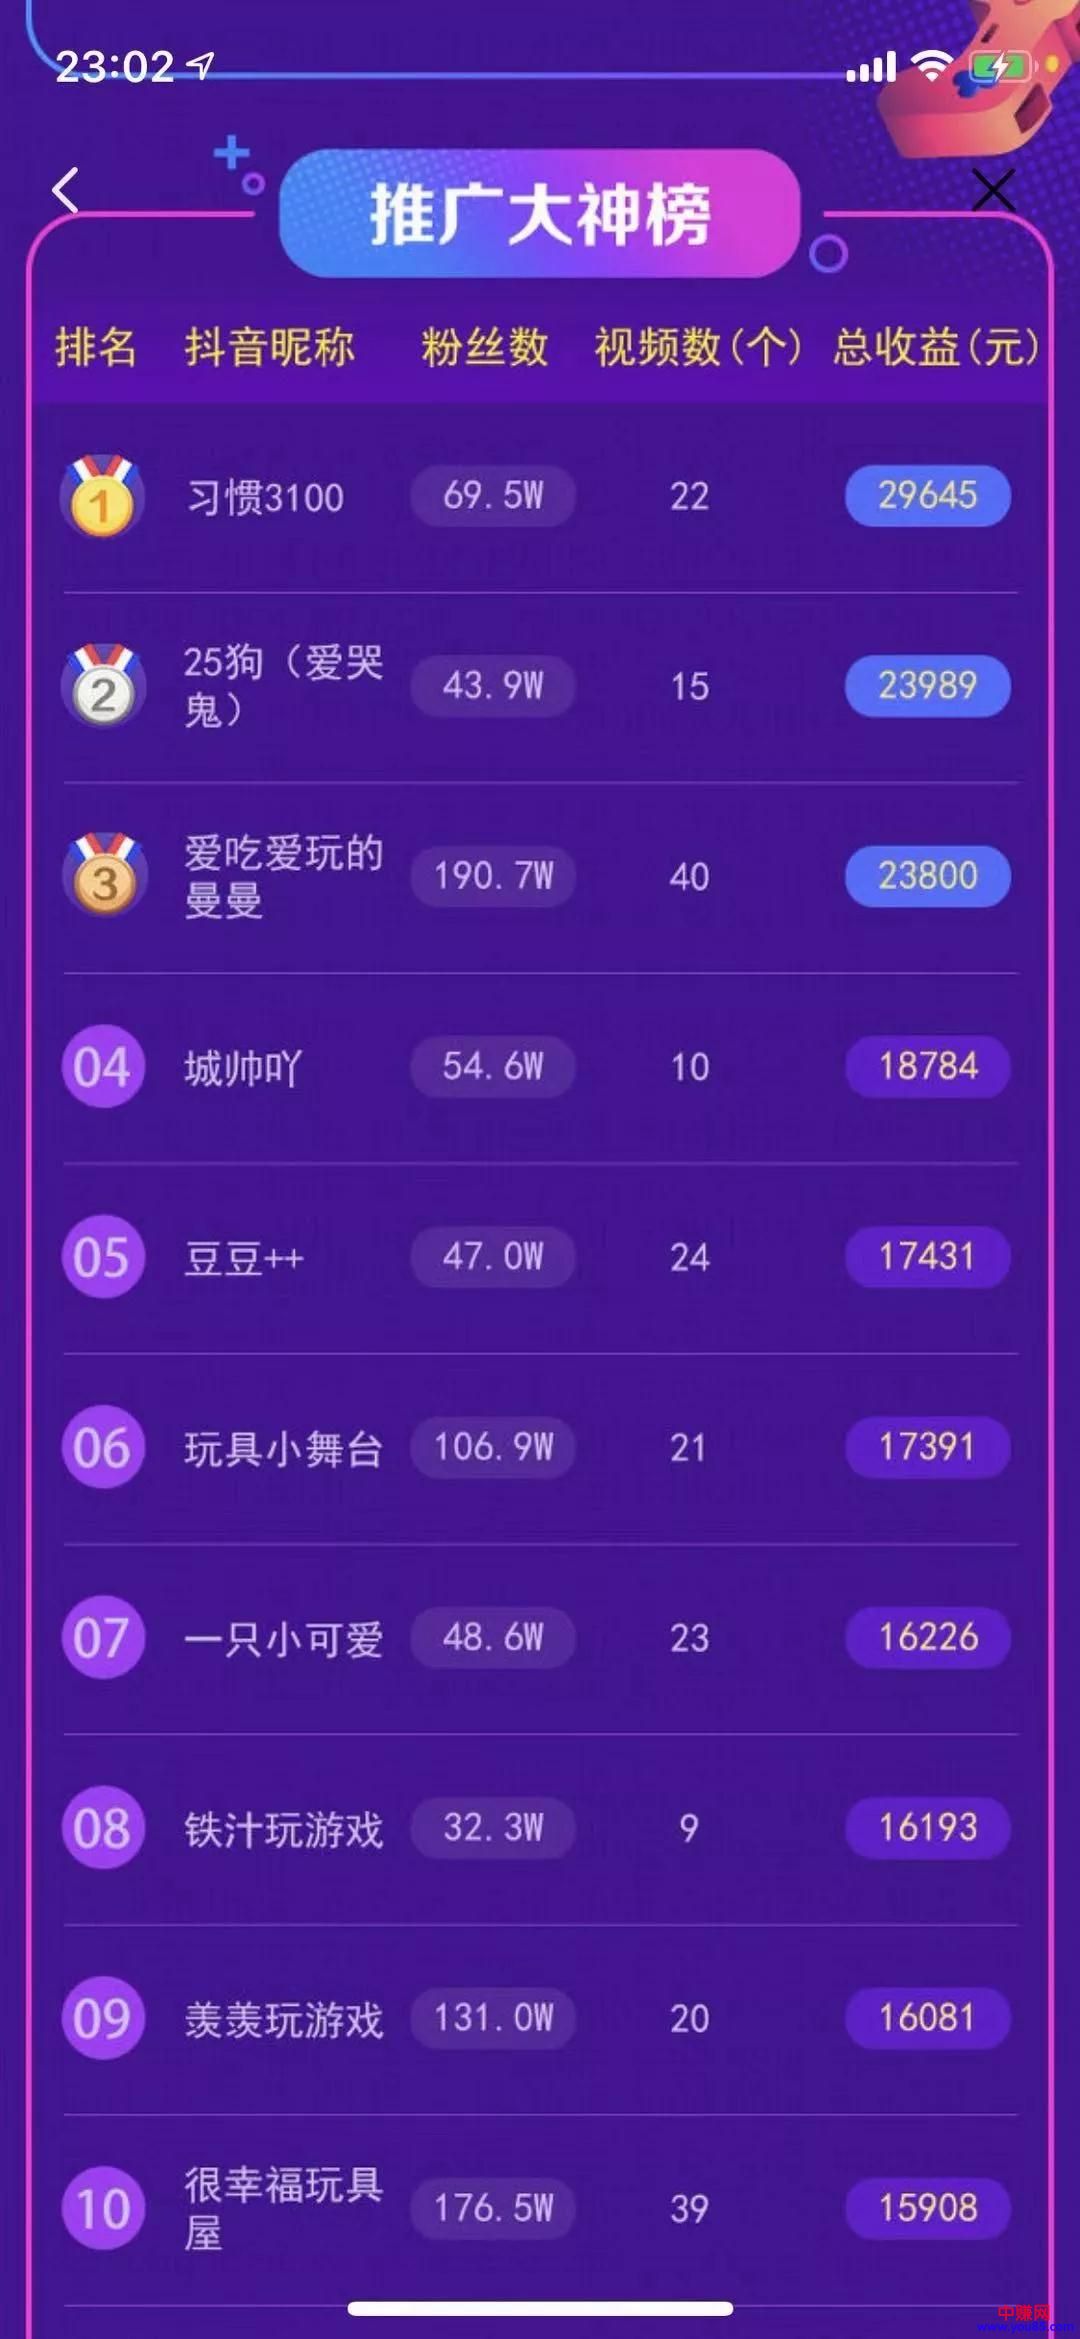 23:02
推广大神榜
排名 抖音昵称 粉丝数 视频数(个) 总收益(元)
1 习惯3100 69.5W 22 29645
2 25狗（爱哭 43.9W 15 23989
鬼）
3 爱吃爱玩的 190.7W 40 23800
曼曼
04 城帅吖 54.6W 10 18784
05 豆豆++ 47.0W 24 17431
06 玩具小舞台 106.9W 21 17391
07 一只小可爱 48.6W 23 16226
08 铁汁玩游戏 32.3W 9 16193
09 羡羡玩游戏 131.0W 20 16081
10 很幸福玩具 176.5W 39 15908
屋
中赚网
www.you85.com